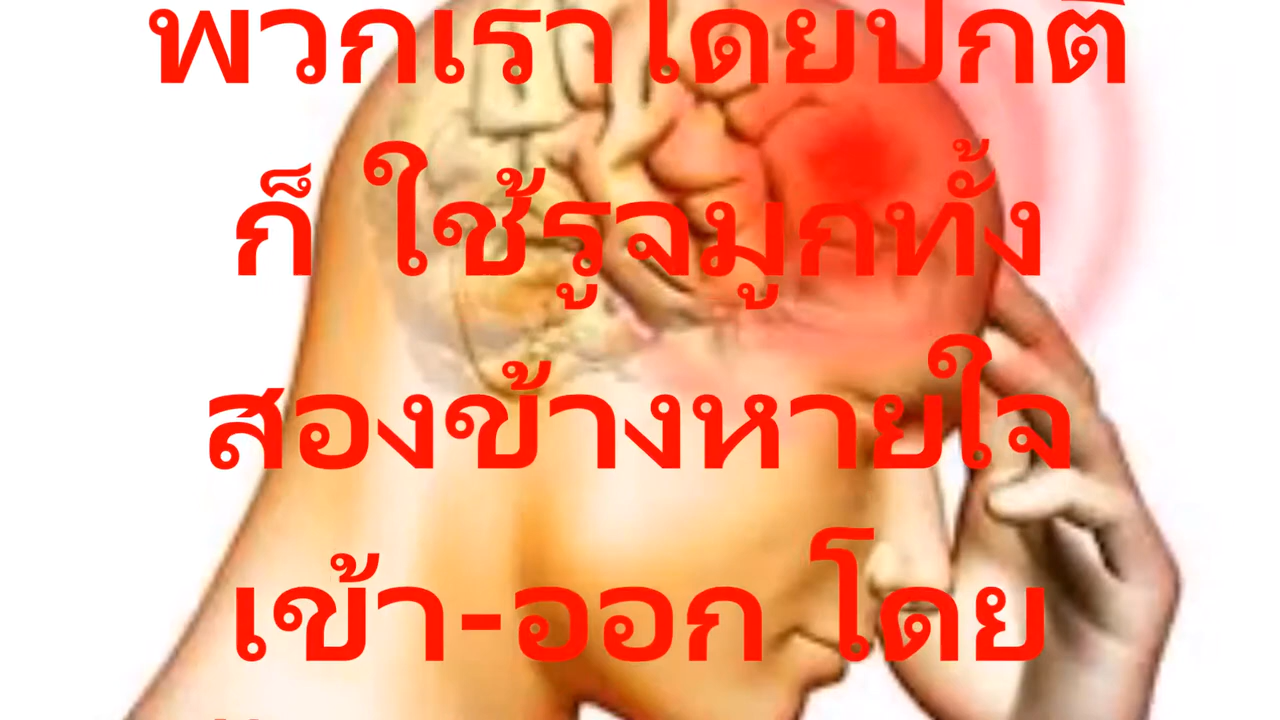 พวกเราโดยปกติ
ก็ ใช้รูจมูกทั้ง
สองข้างหายใจ
เข้า-ออก โดย